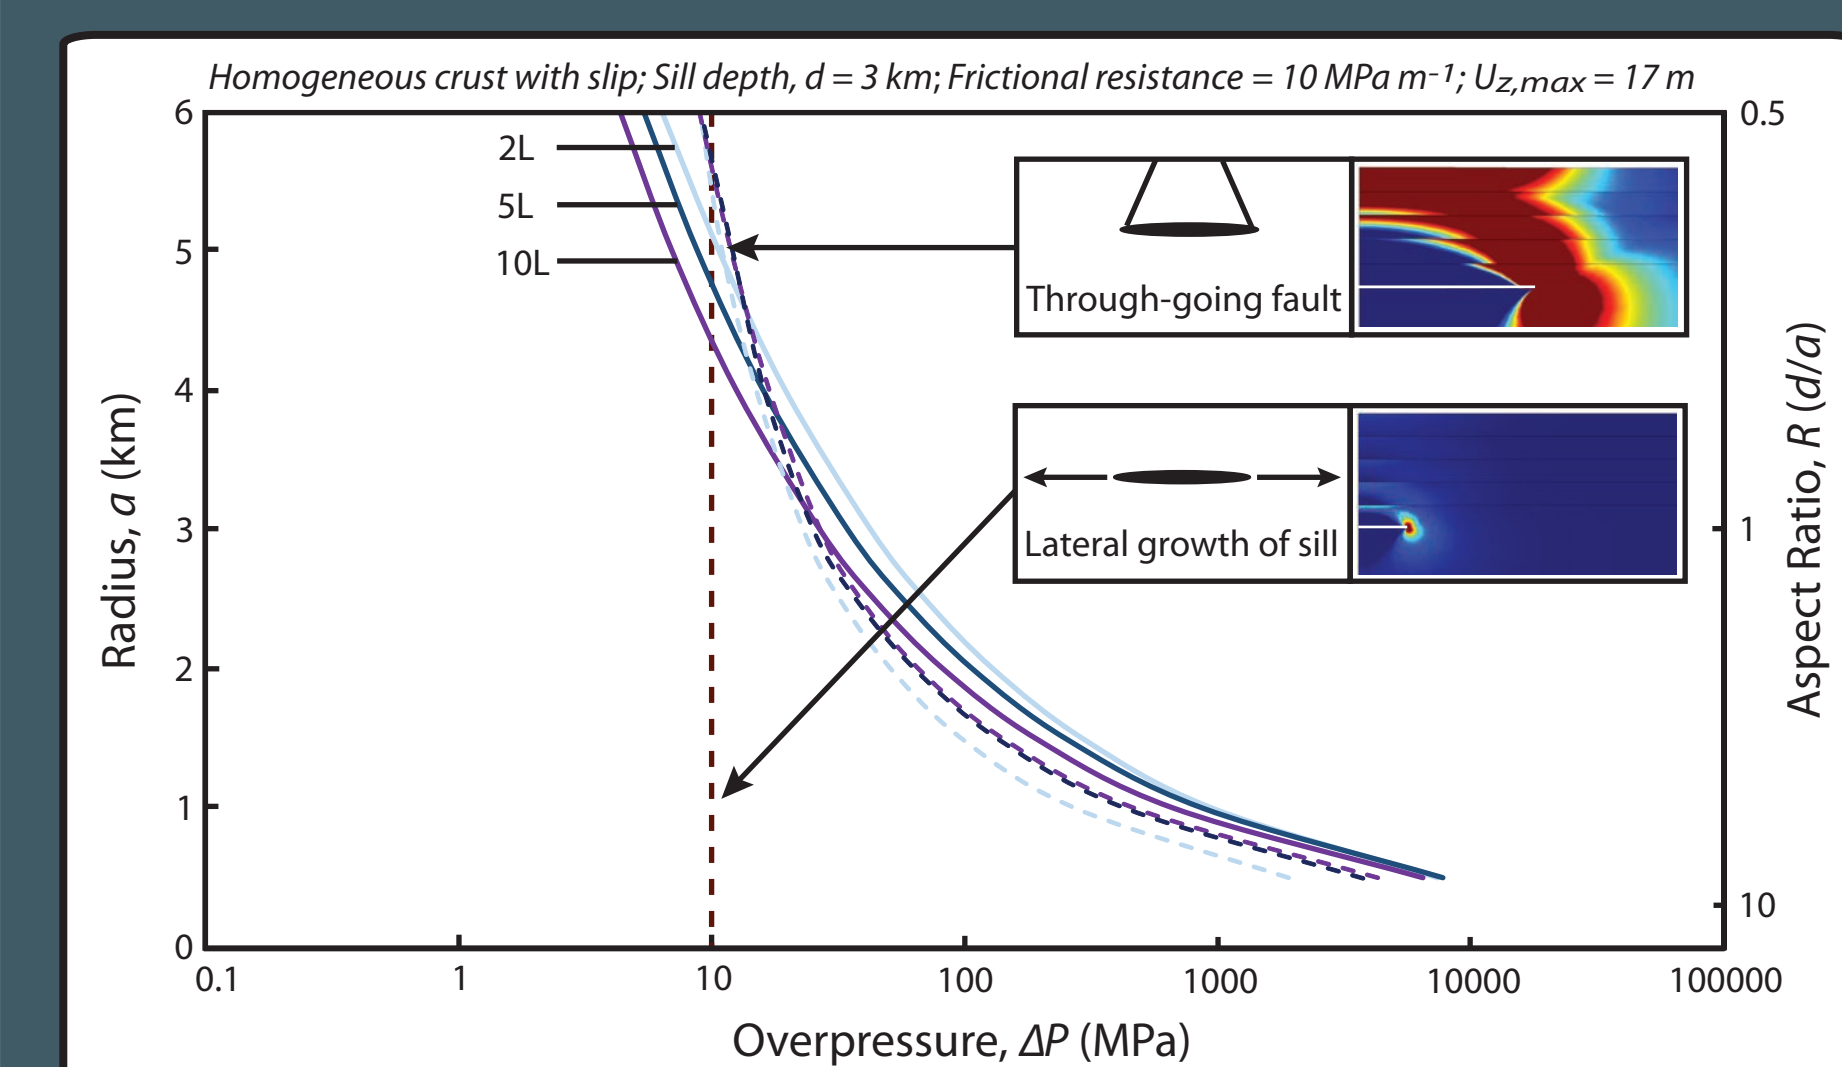 Homogeneous crust with slip; Sill depth, d = 3 km; Frictional resistance = 10 MPa m-1; Uz,max = 17 m
6
5
4
3
2
1
0
Radius, a (km)
2L
5L
10L
Through-going fault
Lateral growth of sill
0.5
1
10
Aspect Ratio, R (d/a)
0.1 1 10 100 1000 10000 100000
Overpressure, ΔP (MPa)